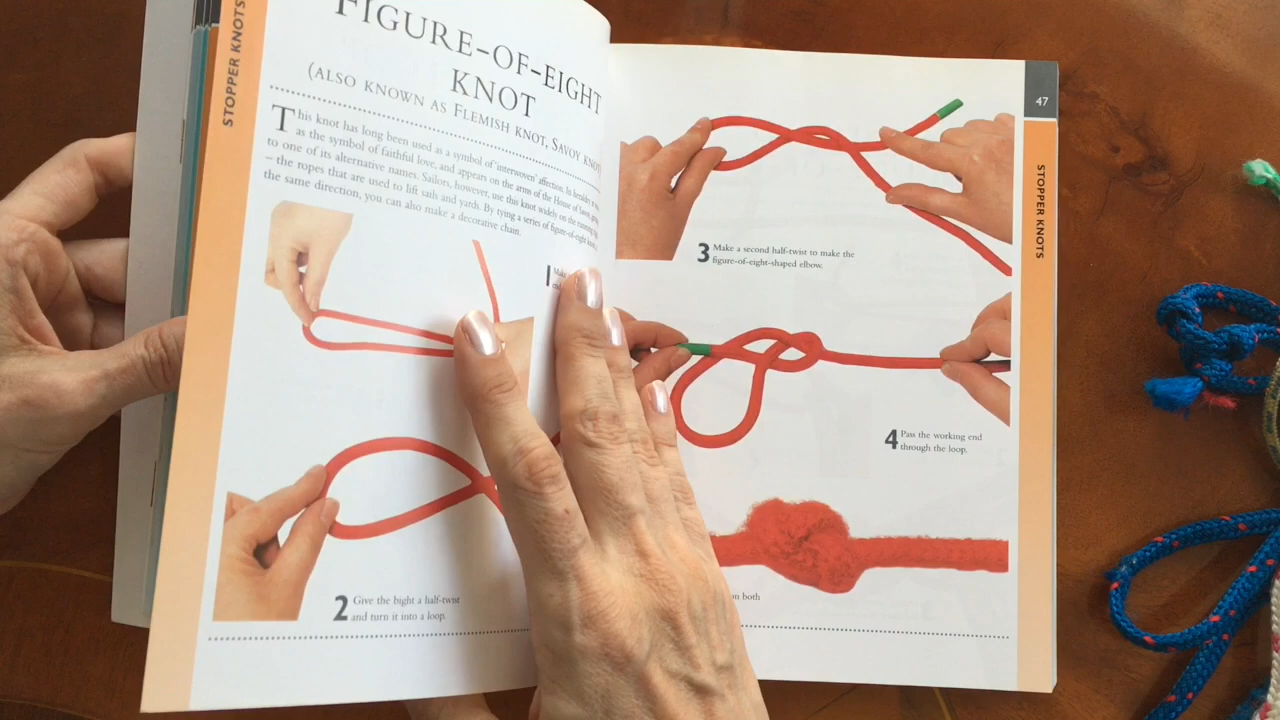 STOPPER KNOTS
FIGURE-OF-EIGHT
KNOT
(ALSO KNOWN AS FLEMISH KNOT, SAVOY KNOT
This knot has long been used as a symbol of 'interwoven' affection. In heraldry it
as the symbol of faithful love, and appears on the arms of the House of Savoy,
to one of its alternative names. Sailors, however, use this knot widely on the running
– the ropes that are used to lift sails and yards. By tying a series of figure-of-eight
the same direction, you can also make a decorative chain.
1
2 Give the bight a half-twist
and turn it into a loop.
47
STOPPER KNOTS
3 Make a second half-twist to make the
figure-of-eight-shaped elbow.
4 Pass the working end
through the loop.
on both